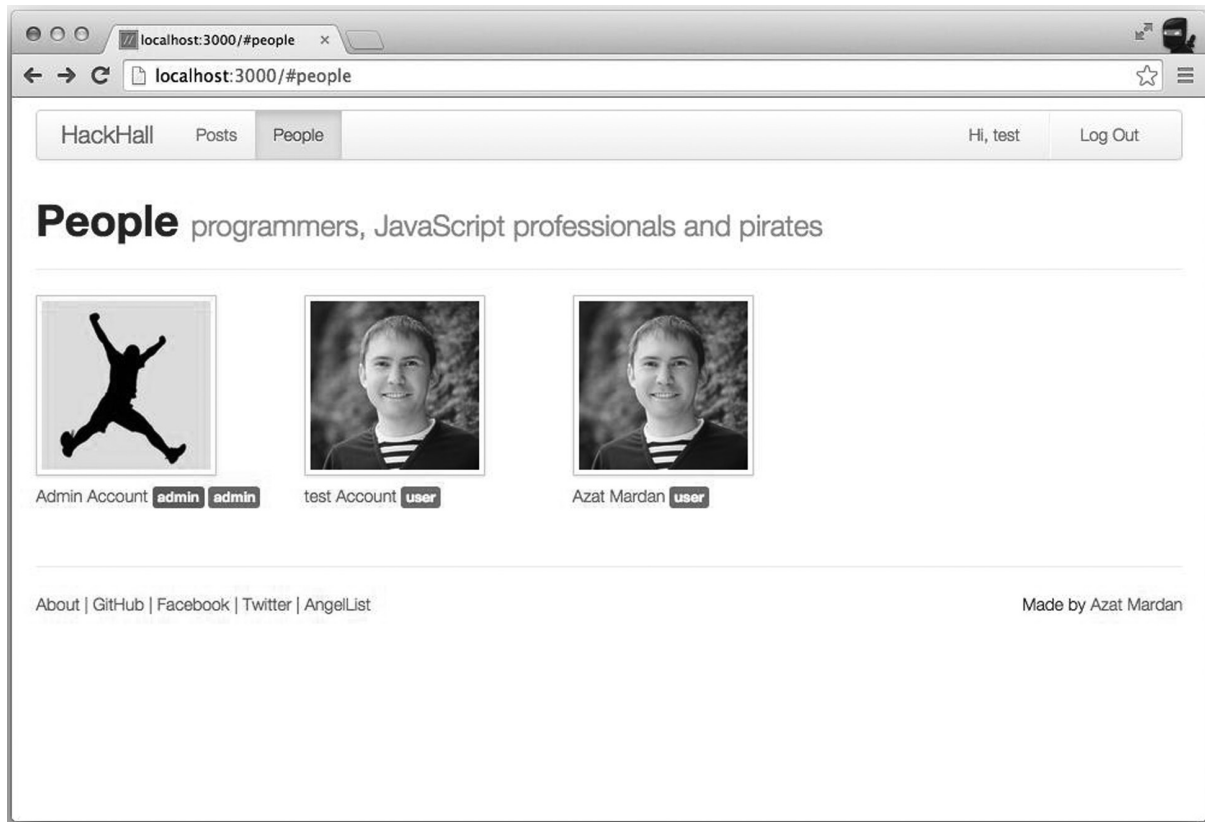 localhost:3000/#people
localhost:3000/#people
HackHall Posts People Hi, test Log Out
People programmers, JavaScript professionals and pirates
Admin Account admin admin
test Account user
Azat Mardan user
About | GitHub | Facebook | Twitter | AngelList
Made by Azat Mardan